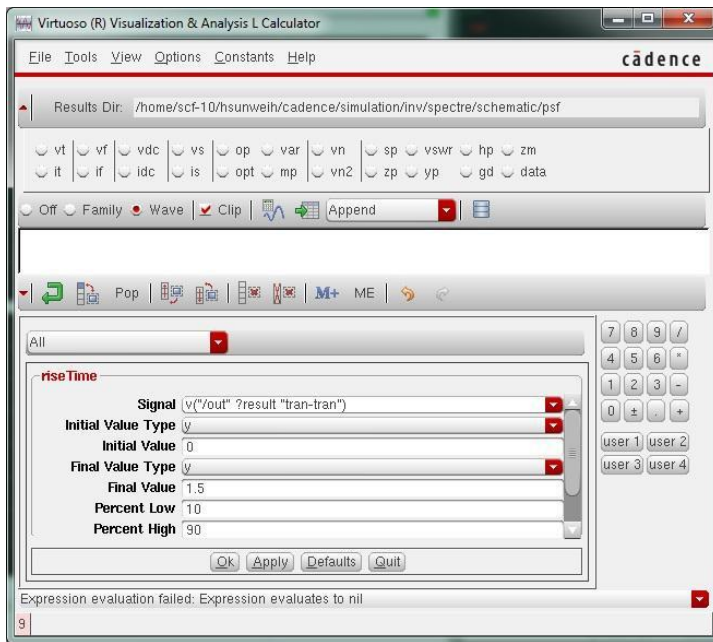 Virtuoso (R) Visualization & Analysis L Calculator
File Tools View Options Constants Help
cādence
Results Dir: /home/scf-10/hsunweih/cadence/simulation/inv/spectre/schematic/psf
vt vf vdc vs op var vn sp vswr hp zm
it if idc is opt mp vn2 zp yp gd data
Off Family Wave Clip Append
Pop M+ ME
All
7 8 9 /
4 5 6 *
1 2 3 -
0 ± . +
user 1 user 2
user 3 user 4
riseTime
Signal v("/out" ?result "tran-tran")
Initial Value Type y
Initial Value 0
Final Value Type y
Final Value 1.5
Percent Low 10
Percent High 90
Ok Apply Defaults Quit
Expression evaluation failed: Expression evaluates to nil
9